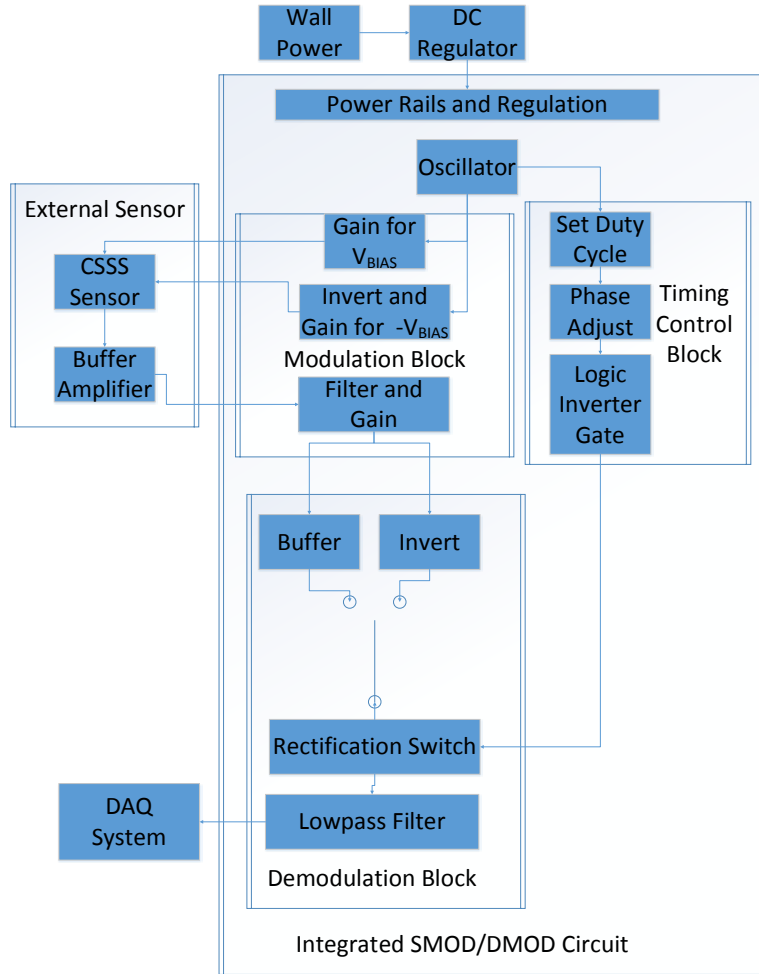 Wall
Power
DC
Regulator
Power Rails and Regulation
Oscillator
External Sensor
CSSS
Sensor
Buffer
Amplifier
Gain for
V_BIAS
Invert and
Gain for -V_BIAS
Modulation Block
Filter and
Gain
Set Duty
Cycle
Phase
Adjust
Timing
Control
Block
Logic
Inverter
Gate
Buffer
Invert
Rectification Switch
Lowpass Filter
DAQ
System
Demodulation Block
Integrated SMOD/DMOD Circuit